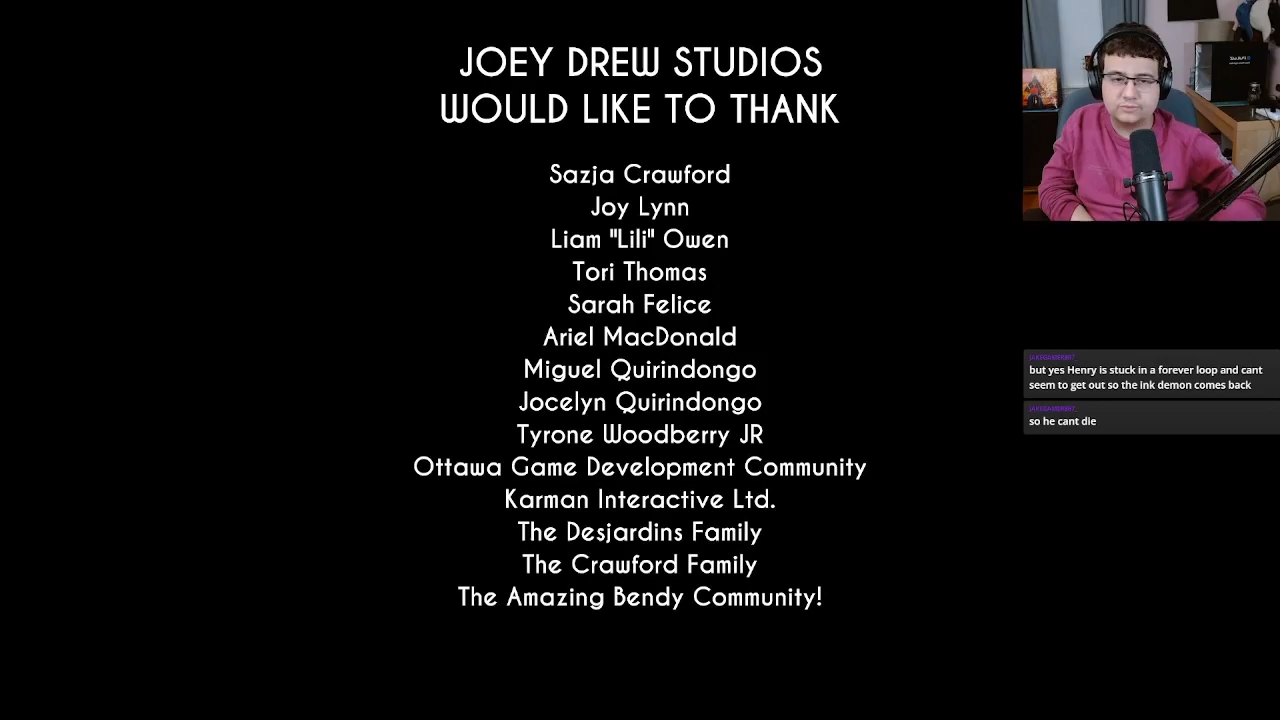 JOEY DREW STUDIOS
WOULD LIKE TO THANK
Sazja Crawford
Joy Lynn
Liam "Lili" Owen
Tori Thomas
Sarah Felice
Ariel MacDonald
Miguel Quirindongo
Jocelyn Quirindongo
Tyrone Woodberry JR
Ottawa Game Development Community
Karman Interactive Ltd.
The Desjardins Family
The Crawford Family
The Amazing Bendy Community!
but yes Henry is stuck in a forever loop and cant
seem to get out so the ink demon comes back
so he cant die